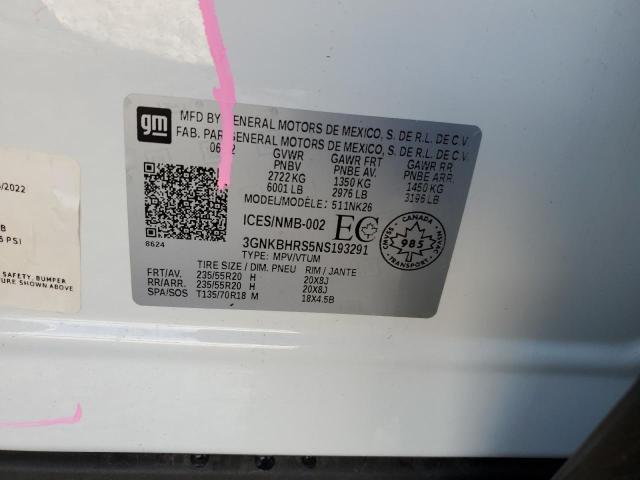 gm
MFD BY GENERAL MOTORS DE MEXICO, S. DE R.L. DE C.V.
FAB. PAR GENERAL MOTORS DE MEXICO, S. DE R.L. DE C.V.
GVWR GAWR FRT GAWR RR
PNBV PNBE AV. PNBE ARR.
2722 KG 1350 KG 1450 KG
6001 LB 2976 LB 3196 LB
MODEL/MODÈLE: 511NK26
ICES/NMB-002 EC
CANADA
985
8624
3GNKBHRS5NS193291
TYPE: MPV/VTUM
TIRE SIZE / DIM. PNEU RIM / JANTE
FRT/AV. 235/55R20 H 20X8J
RR/ARR. 235/55R20 H 20X8J
SPA/SOS T135/70R18 M 18X4.5B
/2022
B
PSI
SAFETY, BUMPER
TURE SHOWN ABOVE